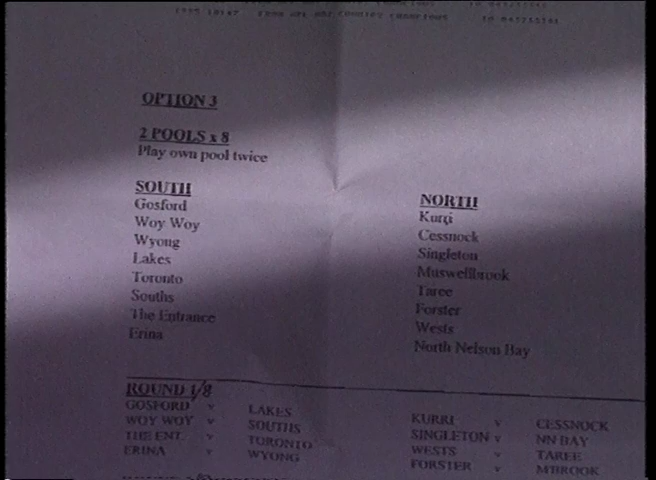 OPTION 3
2 POOLS x 8
Play own pool twice
SOUTH
Gosford
Woy Woy
Wyong
Lakes
Toronto
Souths
The Entrance
Erina
NORTH
Kurri
Cessnock
Singleton
Muswellbrook
Taree
Forster
Wests
North Nelson Bay
ROUND 1/8
GOSFORD v LAKES
WOY WOY v SOUTHS
THE ENT. v TORONTO
ERINA v WYONG
KURRI v CESSNOCK
SINGLETON v NN BAY
WESTS v TAREE
FORSTER v M'BROOK